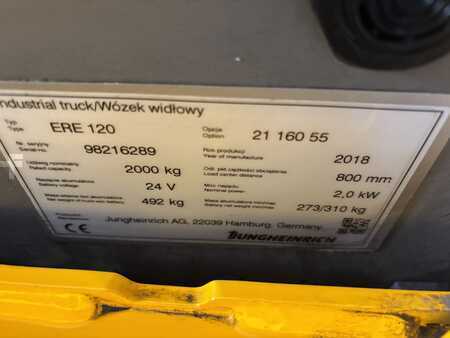 Industrial truck/Wózek widłowy
Typ
Type
ERE 120
Opcja
Option
21 160 55
Nr seryjny
Serial-no.
98216289
Rok produkcji
Year of manufacture
2018
Udźwig nominalny
Rated capacity
2000 kg
Odl. pkt ciężkości obciążenia
Load center distance
800 mm
Battery voltage
24 V
Moc napędu
Nominal power
2,0 kW
492 kg
273/310 kg
Jungheinrich AG, 22039 Hamburg, Germany
CE
JUNGHEINRICH